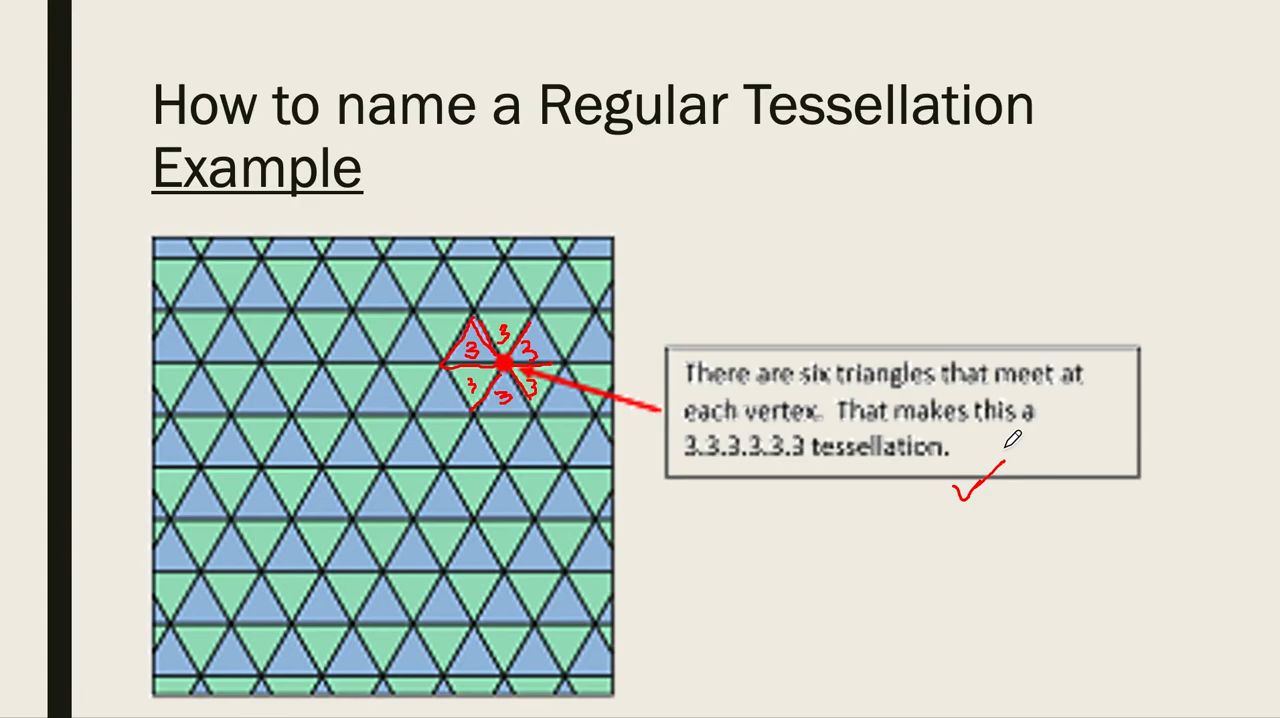 How to name a Regular Tessellation
Example
3
3 3
3 3 3
There are six triangles that meet at
each vertex. That makes this a
3.3.3.3.3.3 tessellation.